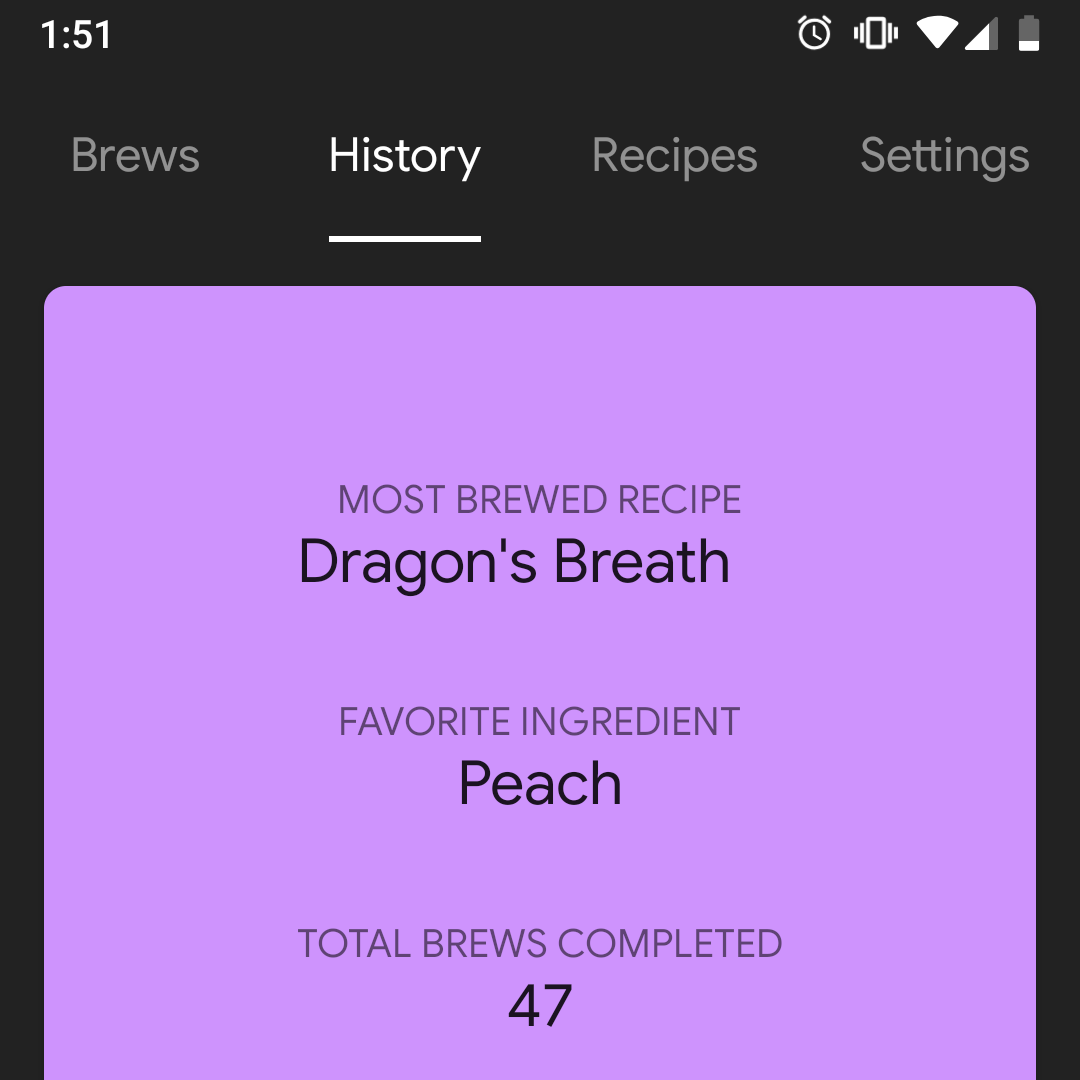 1:51
Brews History Recipes Settings
MOST BREWED RECIPE
Dragon's Breath
FAVORITE INGREDIENT
Peach
TOTAL BREWS COMPLETED
47